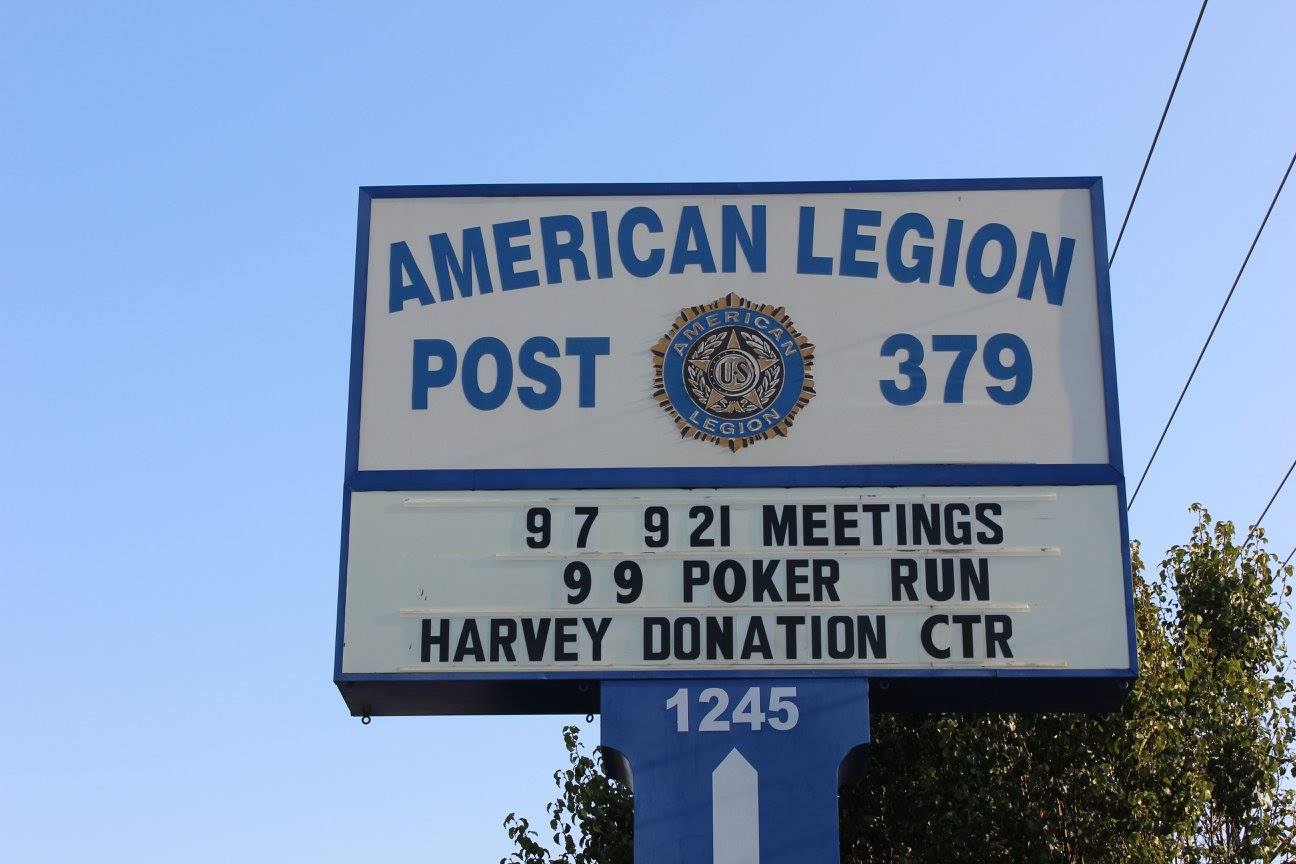 AMERICAN LEGION
POST 379
AMERICAN
US
LEGION
9 7 9 21 MEETINGS
9 9 POKER RUN
HARVEY DONATION CTR
1245